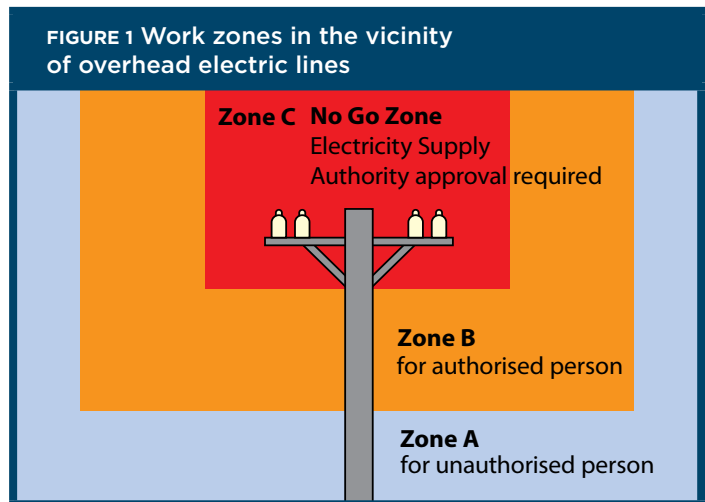 FIGURE 1 Work zones in the vicinity
of overhead electric lines
Zone C No Go Zone
Electricity Supply
Authority approval required
Zone B
for authorised person
Zone A
for unauthorised person